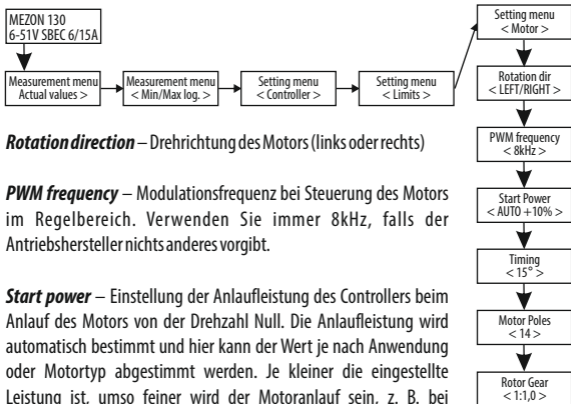 MEZON 130
6-51V SBEC 6/15A
Measurement menu
Actual values >
Measurement menu
< Min/Max log. >
Setting menu
< Controller >
Setting menu
< Limits >
Setting menu
< Motor >
Rotation dir
< LEFT/RIGHT >
PWM frequency
< 8kHz >
Start Power
< AUTO +10% >
Timing
< 15° >
Motor Poles
< 14 >
Rotor Gear
< 1:1,0 >
Rotation direction – Drehrichtung des Motors (links oder rechts)
PWM frequency – Modulationsfrequenz bei Steuerung des Motors
im Regelbereich. Verwenden Sie immer 8kHz, falls der
Antriebshersteller nichts anderes vorgibt.
Start power – Einstellung der Anlaufleistung des Controllers beim
Anlauf des Motors von der Drehzahl Null. Die Anlaufleistung wird
automatisch bestimmt und hier kann der Wert je nach Anwendung
oder Motortyp abgestimmt werden. Je kleiner die eingestellte
Leistung ist, umso feiner wird der Motoranlauf sein, z. B. bei